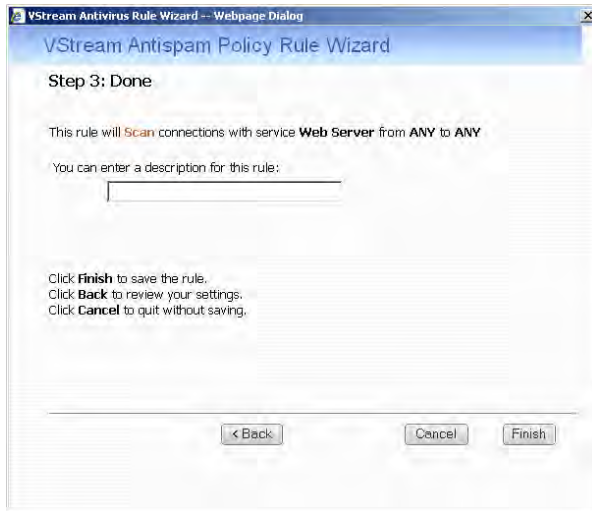 VStream Antivirus Rule Wizard -- Webpage Dialog
VStream Antispam Policy Rule Wizard
Step 3: Done
This rule will Scan connections with service Web Server from ANY to ANY
You can enter a description for this rule:
Click Finish to save the rule.
Click Back to review your settings.
Click Cancel to quit without saving.
< Back
Cancel
Finish